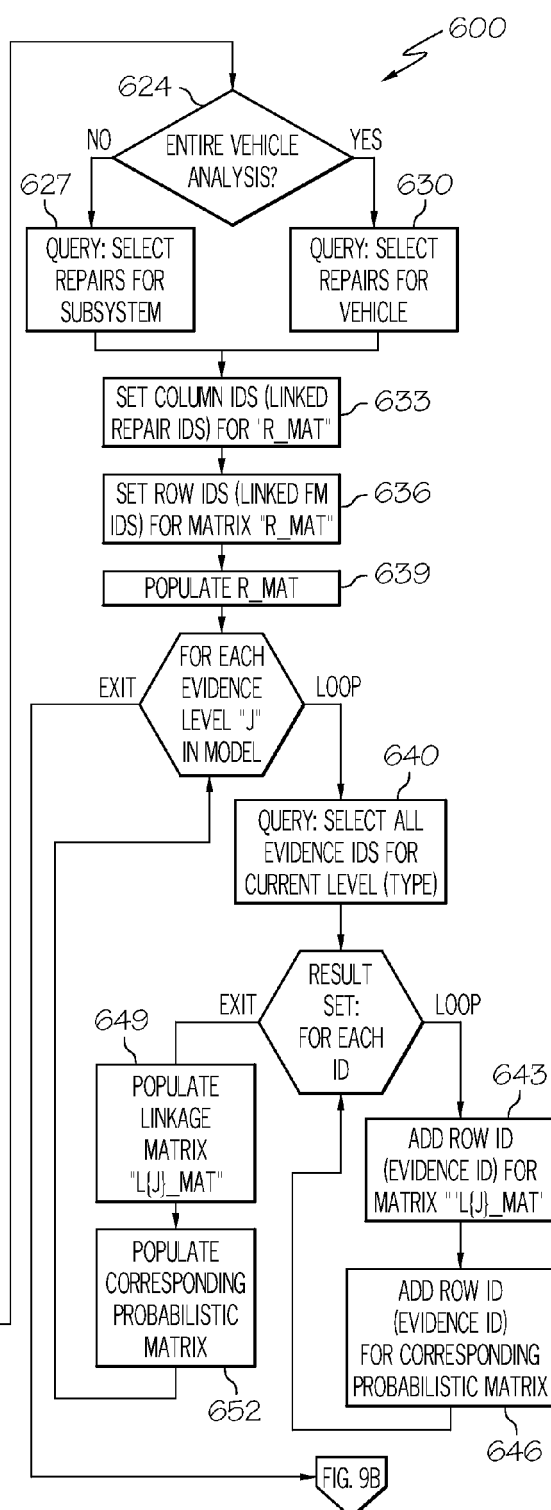 600
624
NO
ENTIRE VEHICLE
ANALYSIS?
YES
627
QUERY: SELECT
REPAIRS FOR
SUBSYSTEM
630
QUERY: SELECT
REPAIRS FOR
VEHICLE
SET COLUMN IDS (LINKED
REPAIR IDS) FOR "R_MAT"
633
SET ROW IDS (LINKED FM
IDS) FOR MATRIX "R_MAT"
636
POPULATE R_MAT
639
EXIT
FOR EACH
EVIDENCE
LEVEL "J"
IN MODEL
LOOP
640
QUERY: SELECT ALL
EVIDENCE IDS FOR
CURRENT LEVEL (TYPE)
EXIT
RESULT
SET:
FOR EACH
ID
LOOP
649
POPULATE
LINKAGE
MATRIX
"L{J}_MAT"
643
ADD ROW ID
(EVIDENCE ID) FOR
MATRIX "'L{J}_MAT'
POPULATE
CORRESPONDING
PROBABILISTIC
MATRIX
652
ADD ROW ID
(EVIDENCE ID)
FOR CORRESPONDING
PROBABILISTIC MATRIX
646
FIG. 9B